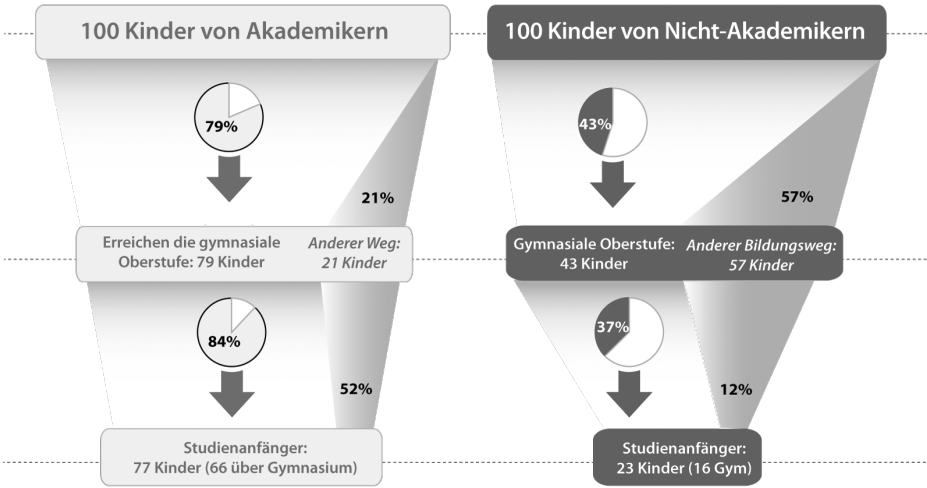 100 Kinder von Akademikern
79%
21%
Erreichen die gymnasiale
Oberstufe: 79 Kinder
Anderer Weg:
21 Kinder
84%
52%
Studienanfänger:
77 Kinder (66 über Gymnasium)
100 Kinder von Nicht-Akademikern
43%
57%
Gymnasiale Oberstufe:
43 Kinder
Anderer Bildungsweg:
57 Kinder
37%
12%
Studienanfänger:
23 Kinder (16 Gym)